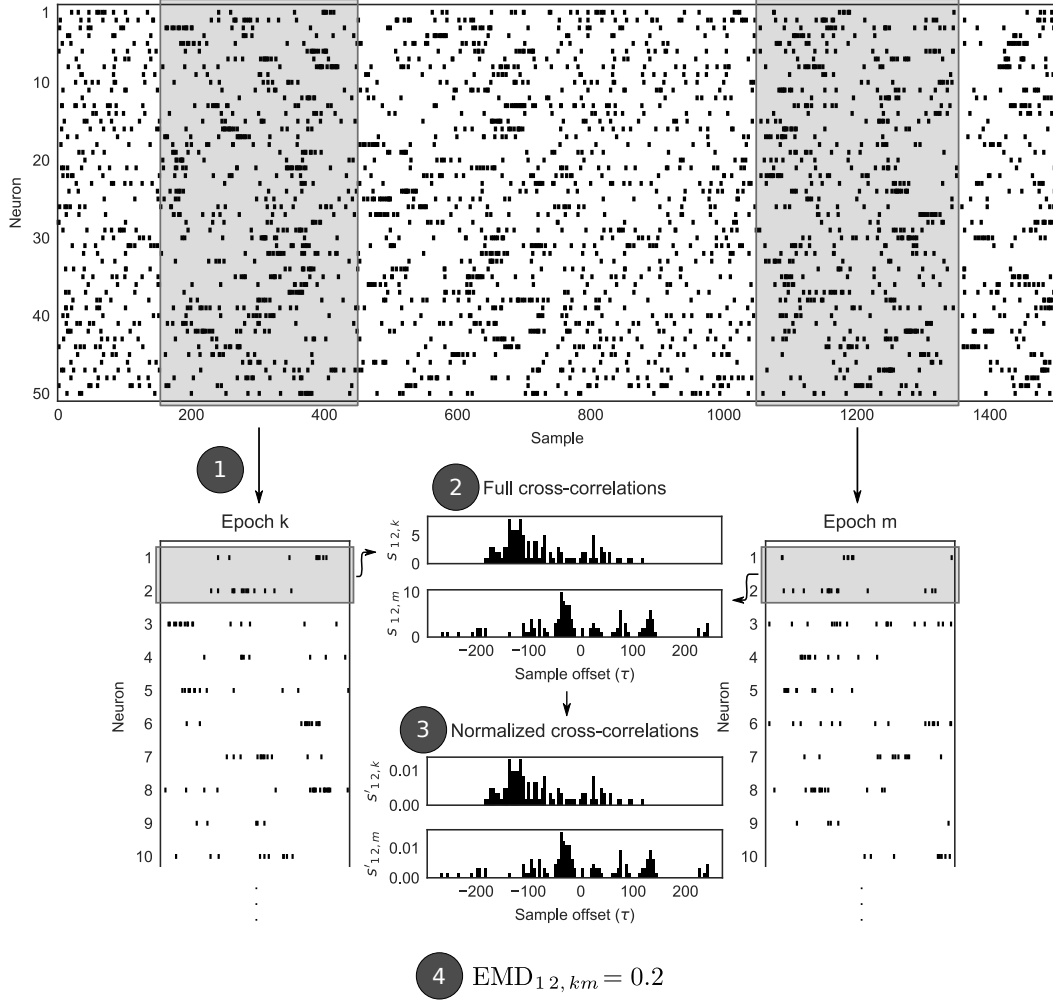 1
10
20
30
40
50
Neuron
0 200 400 600 800 1000 1200 1400
Sample
1
2 Full cross-correlations
Epoch k
1
2
3
4
5
6
7
8
9
10
Neuron
.
.
.
5
0
s 12,k
10
0
s 12,m
−200 −100 0 100 200
Sample offset (τ)
3 Normalized cross-correlations
0.01
0.00
s′12,k
0.01
0.00
s′12,m
−200 −100 0 100 200
Sample offset (τ)
Epoch m
1
2
3
4
5
6
7
8
9
10
Neuron
.
.
.
4 EMD12,km = 0.2